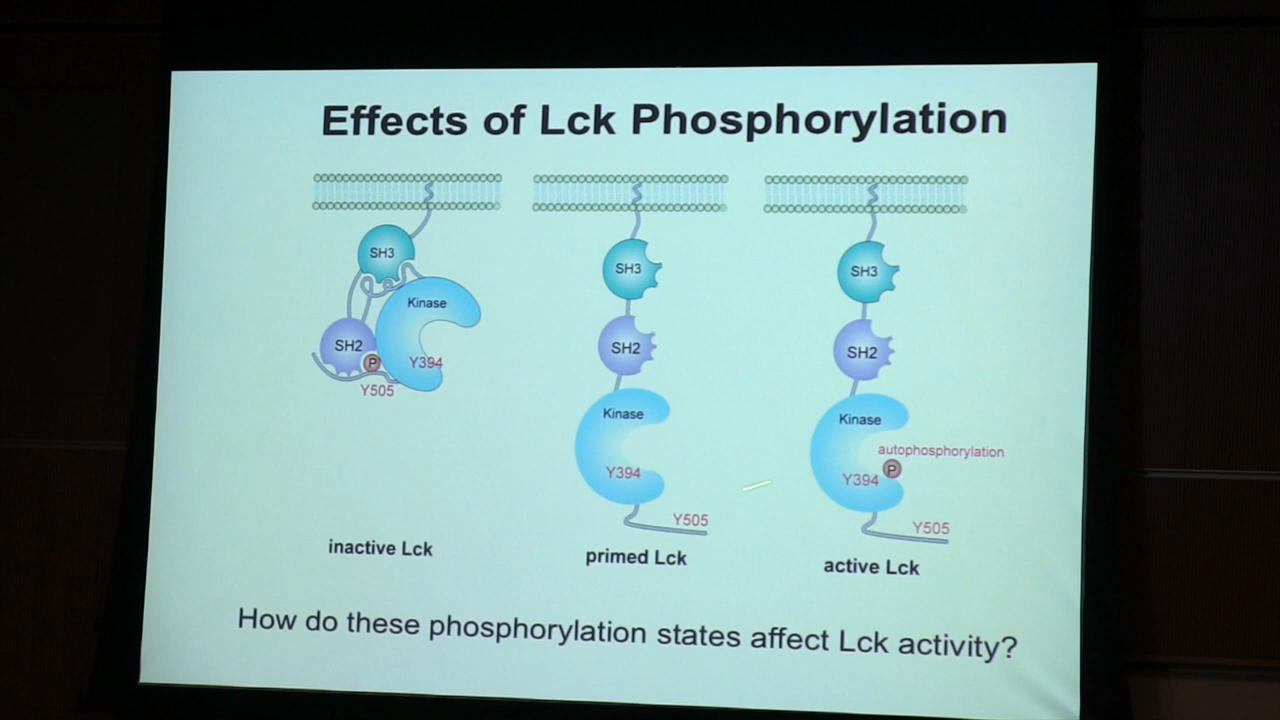 Effects of Lck Phosphorylation
SH3
Kinase
SH2
P
Y394
Y505
inactive Lck
SH3
SH2
Kinase
Y394
Y505
primed Lck
SH3
SH2
Kinase
autophosphorylation
P
Y394
Y505
active Lck
How do these phosphorylation states affect Lck activity?